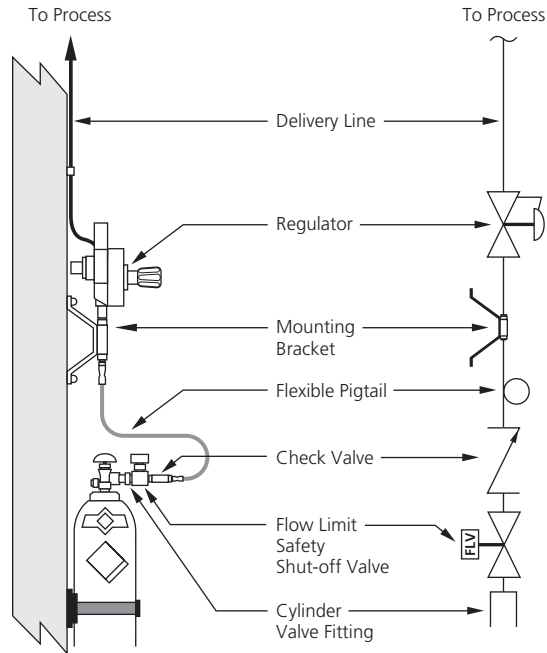 To Process
To Process
Delivery Line
Regulator
Mounting
Bracket
Flexible Pigtail
Check Valve
Flow Limit
Safety
Shut-off Valve
FLV
Cylinder
Valve Fitting